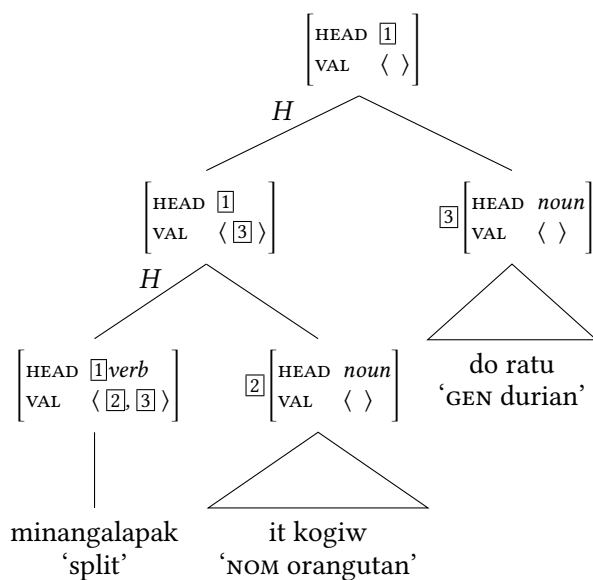 HEAD 1
VAL ⟨ ⟩
H
HEAD 1
VAL ⟨ 3 ⟩
3 HEAD noun
VAL ⟨ ⟩
H
HEAD 1 verb
VAL ⟨ 2, 3 ⟩
2 HEAD noun
VAL ⟨ ⟩
do ratu
‘GEN durian’
minangalapak
‘split’
it kogiw
‘NOM orangutan’